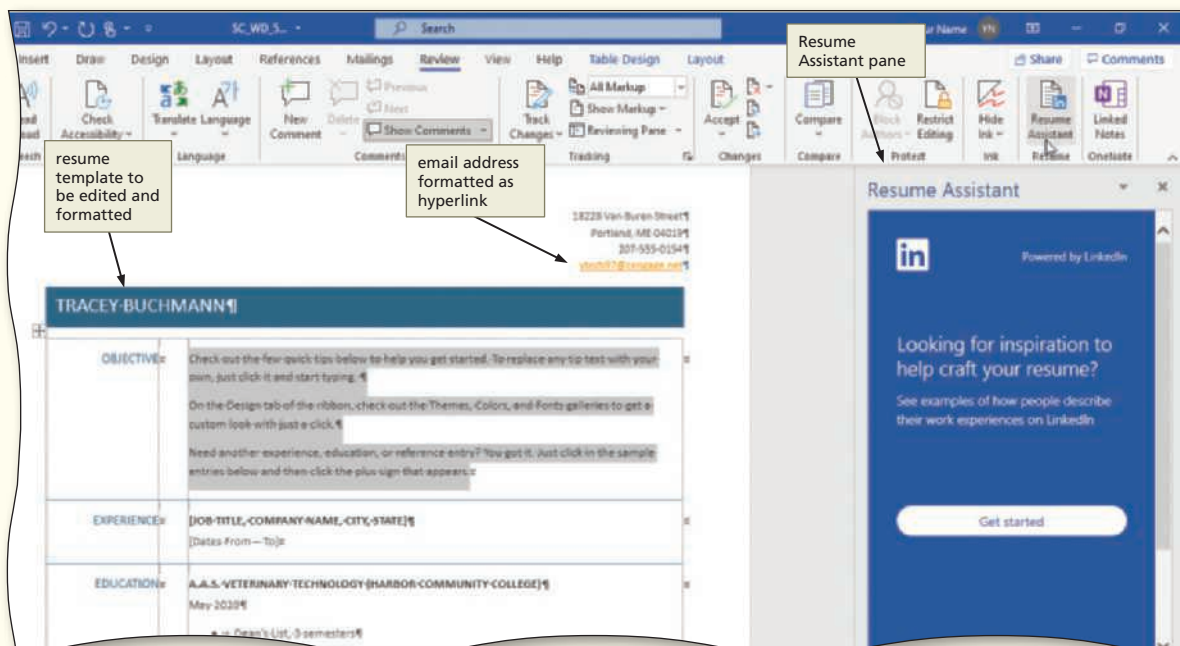 SC_WD_5... Search ur Name YN
Insert Draw Design Layout References Mailings Review View Help Table Design Layout Share Comments
Check Accessibility
Translate Language
New Comment
Delete
Previous
Next
Show Comments
Track Changes
All Markup
Show Markup
Reviewing Pane
Accept
Compare
Block Authors
Restrict Editing
Hide Ink
Resume Assistant
Linked Notes
Language Comments Tracking Changes Compare Protect Ink Resume OneNote
Resume
Assistant pane
resume
template to
be edited and
formatted
email address
formatted as
hyperlink
18228·Van·Buren·Street¶
Portland,·ME·04019¶
207-555-0194¶
TRACEY·BUCHMANN¶
OBJECTIVE¤
Check·out·the·few·quick·tips·below·to·help·you·get·started.·To·replace·any·tip·text·with·your·
own,·just·click·it·and·start·typing.·¶
On·the·Design·tab·of·the·ribbon,·check·out·the·Themes,·Colors,·and·Fonts·galleries·to·get·a·
custom·look·with·just·a·click.¶
Need·another·experience,·education,·or·reference·entry?·You·got·it.·Just·click·in·the·sample·
entries·below·and·then·click·the·plus·sign·that·appears.¤
EXPERIENCE¤
[JOB·TITLE,·COMPANY·NAME,·CITY,·STATE]¶
[Dates·From·–·To]¤
EDUCATION¤
A.A.S.·VETERINARY·TECHNOLOGY·(HARBOR·COMMUNITY·COLLEGE)¶
May
Dean's·List,·3·semesters¶
Resume Assistant
in
Powered by LinkedIn
Looking for inspiration to
help craft your resume?
See examples of how people describe
their work experiences on LinkedIn
Get started